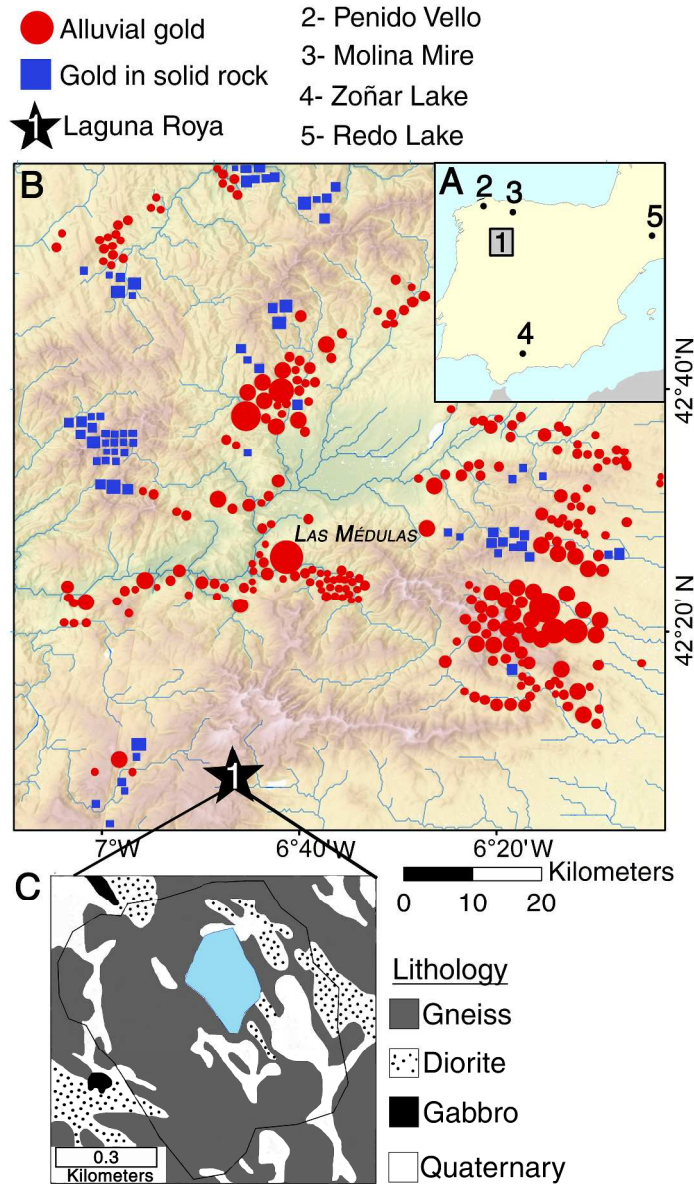 Alluvial gold
Gold in solid rock
1 Laguna Roya
2- Penido Vello
3- Molina Mire
4- Zoñar Lake
5- Redo Lake
B
A
2
3
5
1
4
LAS MÉDULAS
42°40'N
42°20' N
1
7°W
6°40'W
6°20'W
Kilometers
0 10 20
C
0.3
Kilometers
Lithology
Gneiss
Diorite
Gabbro
Quaternary